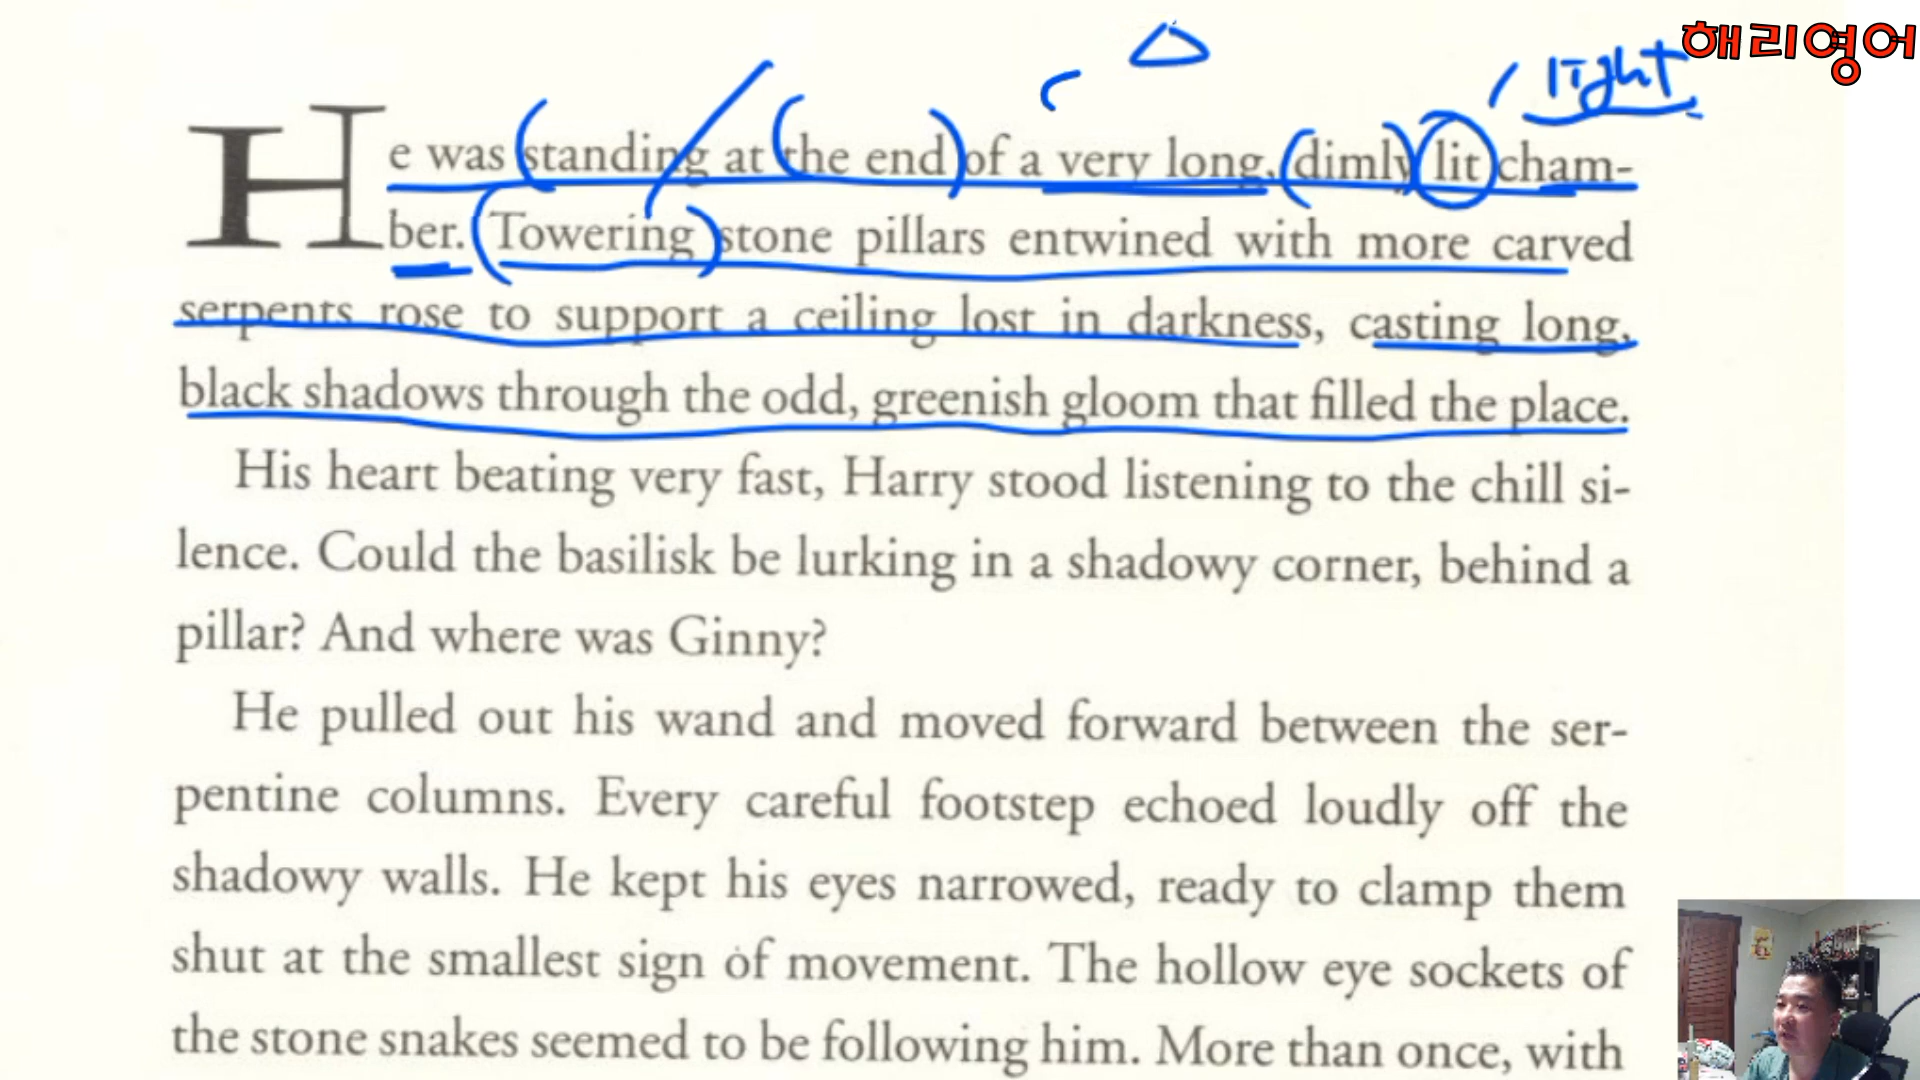 해리영어
light
He was standing at the end of a very long, dimly lit cham-
ber. Towering stone pillars entwined with more carved
serpents rose to support a ceiling lost in darkness, casting long,
black shadows through the odd, greenish gloom that filled the place.
His heart beating very fast, Harry stood listening to the chill si-
lence. Could the basilisk be lurking in a shadowy corner, behind a
pillar? And where was Ginny?
He pulled out his wand and moved forward between the ser-
pentine columns. Every careful footstep echoed loudly off the
shadowy walls. He kept his eyes narrowed, ready to clamp them
shut at the smallest sign of movement. The hollow eye sockets of
the stone snakes seemed to be following him. More than once, with